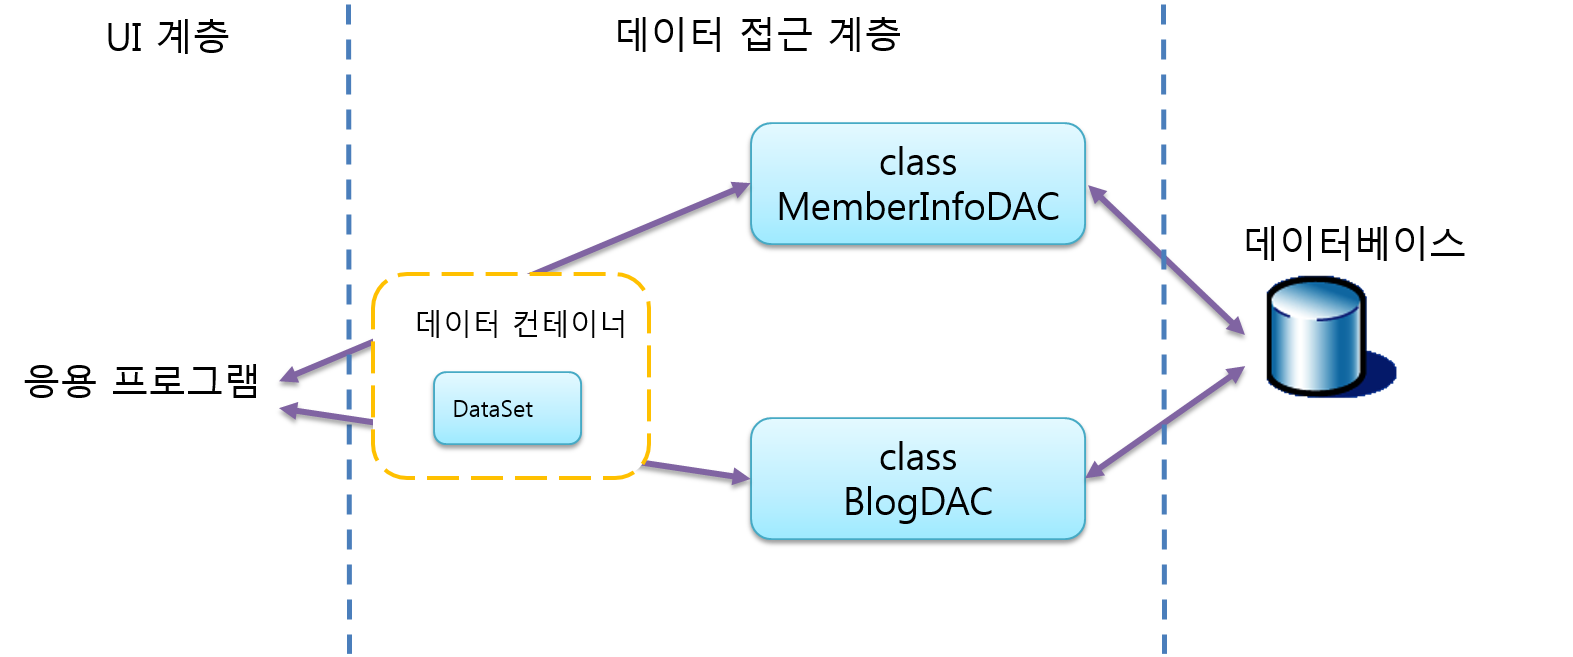 UI 계층
데이터 접근 계층
class
MemberInfoDAC
데이터베이스
데이터 컨테이너
응용 프로그램
DataSet
class
BlogDAC